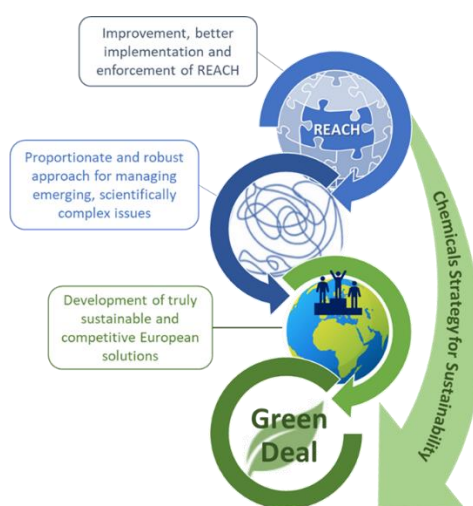 Improvement, better
implementation and
enforcement of REACH
REACH
Proportionate and robust
approach for managing
emerging, scientifically
complex issues
Development of truly
sustainable and
competitive European
solutions
Green
Deal
Chemicals Strategy for Sustainability